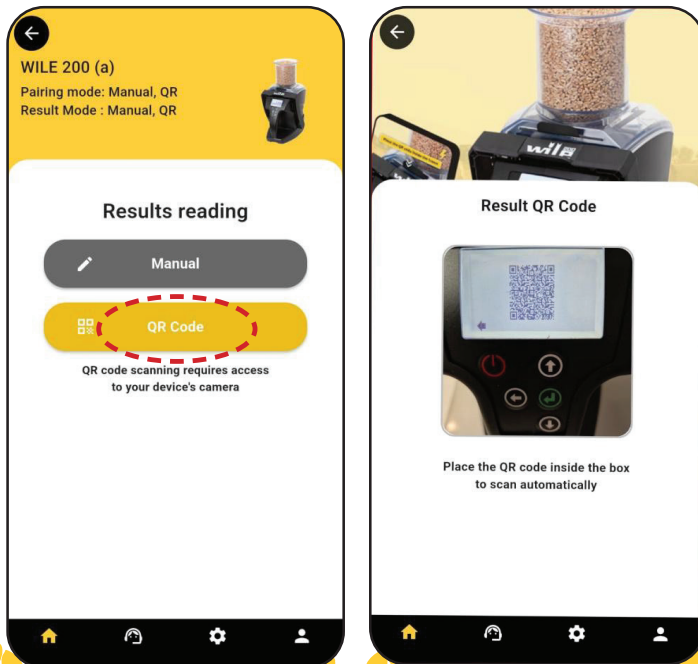 WILE 200 (a)
Pairing mode: Manual, QR
Result Mode : Manual, QR
Results reading
Manual
QR Code
QR code scanning requires access
to your device's camera
wile
Result QR Code
Place the QR code inside the box
to scan automatically